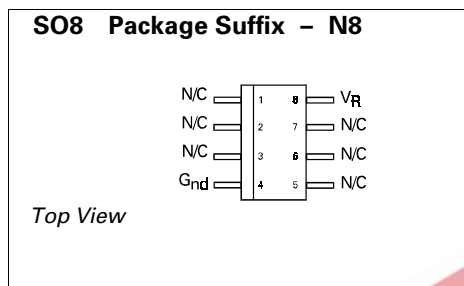 SO8 Package Suffix – N8
N/C 1 8 VR
N/C 2 7 N/C
N/C 3 6 N/C
Gnd 4 5 N/C
Top View